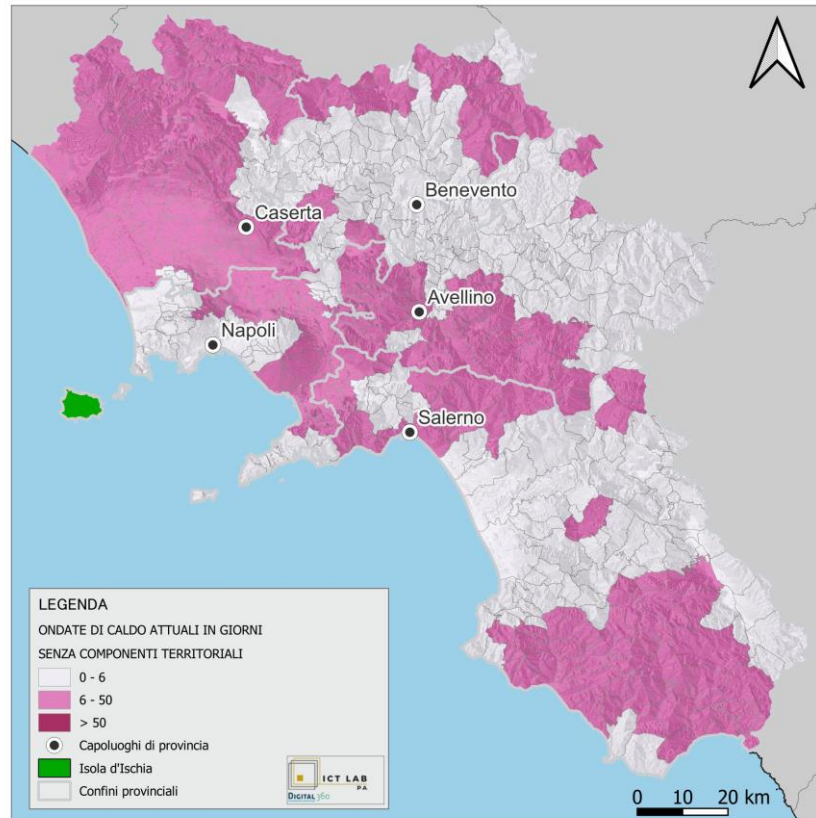 Benevento
Caserta
Avellino
Napoli
Salerno
LEGENDA
ONDATE DI CALDO ATTUALI IN GIORNI
SENZA COMPONENTI TERRITORIALI
0 - 6
6 - 50
> 50
Capoluoghi di provincia
Isola d'Ischia
Confini provinciali
ICT LAB
PA
DIGITAL 360
0 10 20 km